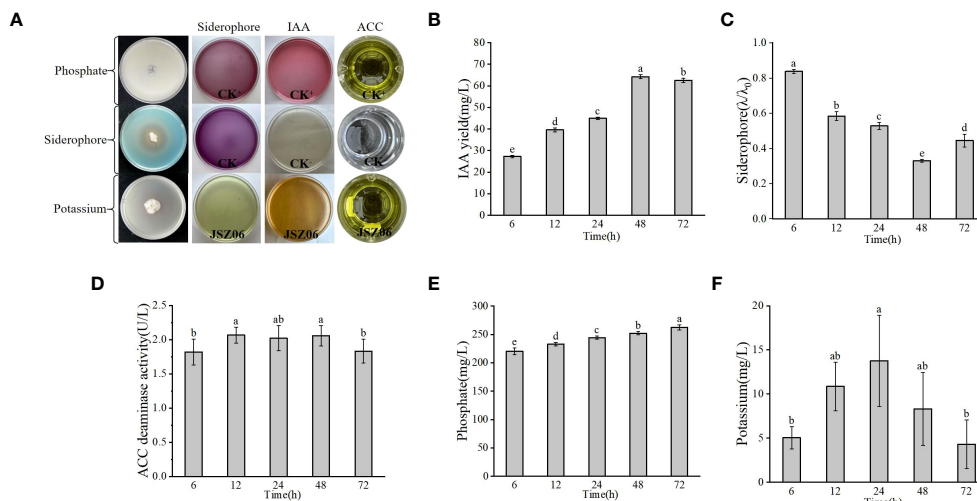 A
Siderophore IAA ACC
Phosphate
CK⁺ CK⁺ CK⁺
Siderophore
CK⁻ CK⁻ CK⁻
Potassium
JSZ06 JSZ06 JSZ06
B
IAA yield(mg/L)
80
70
60
50
40
30
20
10
0
e d c a b
6 12 24 48 72
Time(h)
C
Siderophore(λ/λ0)
1.0
0.8
0.6
0.4
0.2
0.0
a b c e d
6 12 24 48 72
Time(h)
D
ACC deaminase activity(U/L)
2.5
2.0
1.5
1.0
0.5
0.0
b a ab a b
6 12 24 48 72
Time(h)
E
Phosphate(mg/L)
300
250
200
150
100
50
0
e d c b a
6 12 24 48 72
Time(h)
F
Potassium(mg/L)
20
15
10
5
0
b ab a ab b
6 12 24 48 72
Time(h)